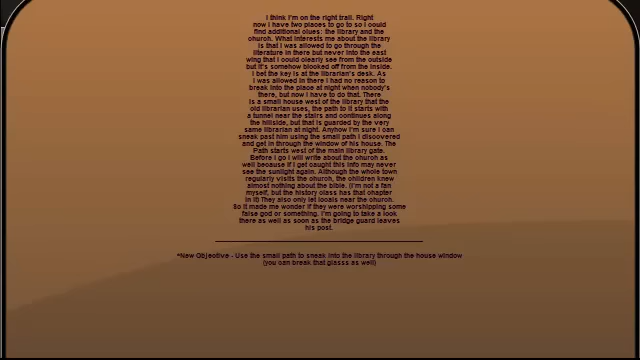 I think I'm on the right trail. Right
now i have two places to go to so i could
find additional clues: the library and the
church. What interests me about the library
is that I was allowed to go through the
literature in there but never into the east
wing that I could clearly see from the outside
but it's somehow blocked off from the inside.
I bet the key is at the librarian's desk. As
I was allowed in there I had no reason to
break into the place at night when nobody's
there, but now I have to do that. There
is a small house west of the library that the
old librarian uses, the path to it starts with
a tunnel near the stairs and continues along
the hillside, but that is guarded by the very
same librarian at night. Anyhow I'm sure I can
sneak past him using the small path I discovered
and get in through the window of his house. The
Path starts west of the main library gate.
Before I go I will write about the church as
well because if I get caught this info may never
see the sunlight again. Although the whole town
regularly visits the church, the children knew
almost nothing about the bible. (I'm not a fan
myself, but the history class has that chapter
in it) They also only let locals near the church.
So it made me wonder if they were worshipping some
false god or something. I'm going to take a look
there as well as soon as the bridge guard leaves
his post.
*New Objective - Use the small path to sneak into the library through the house window
(you can break that glasss as well)